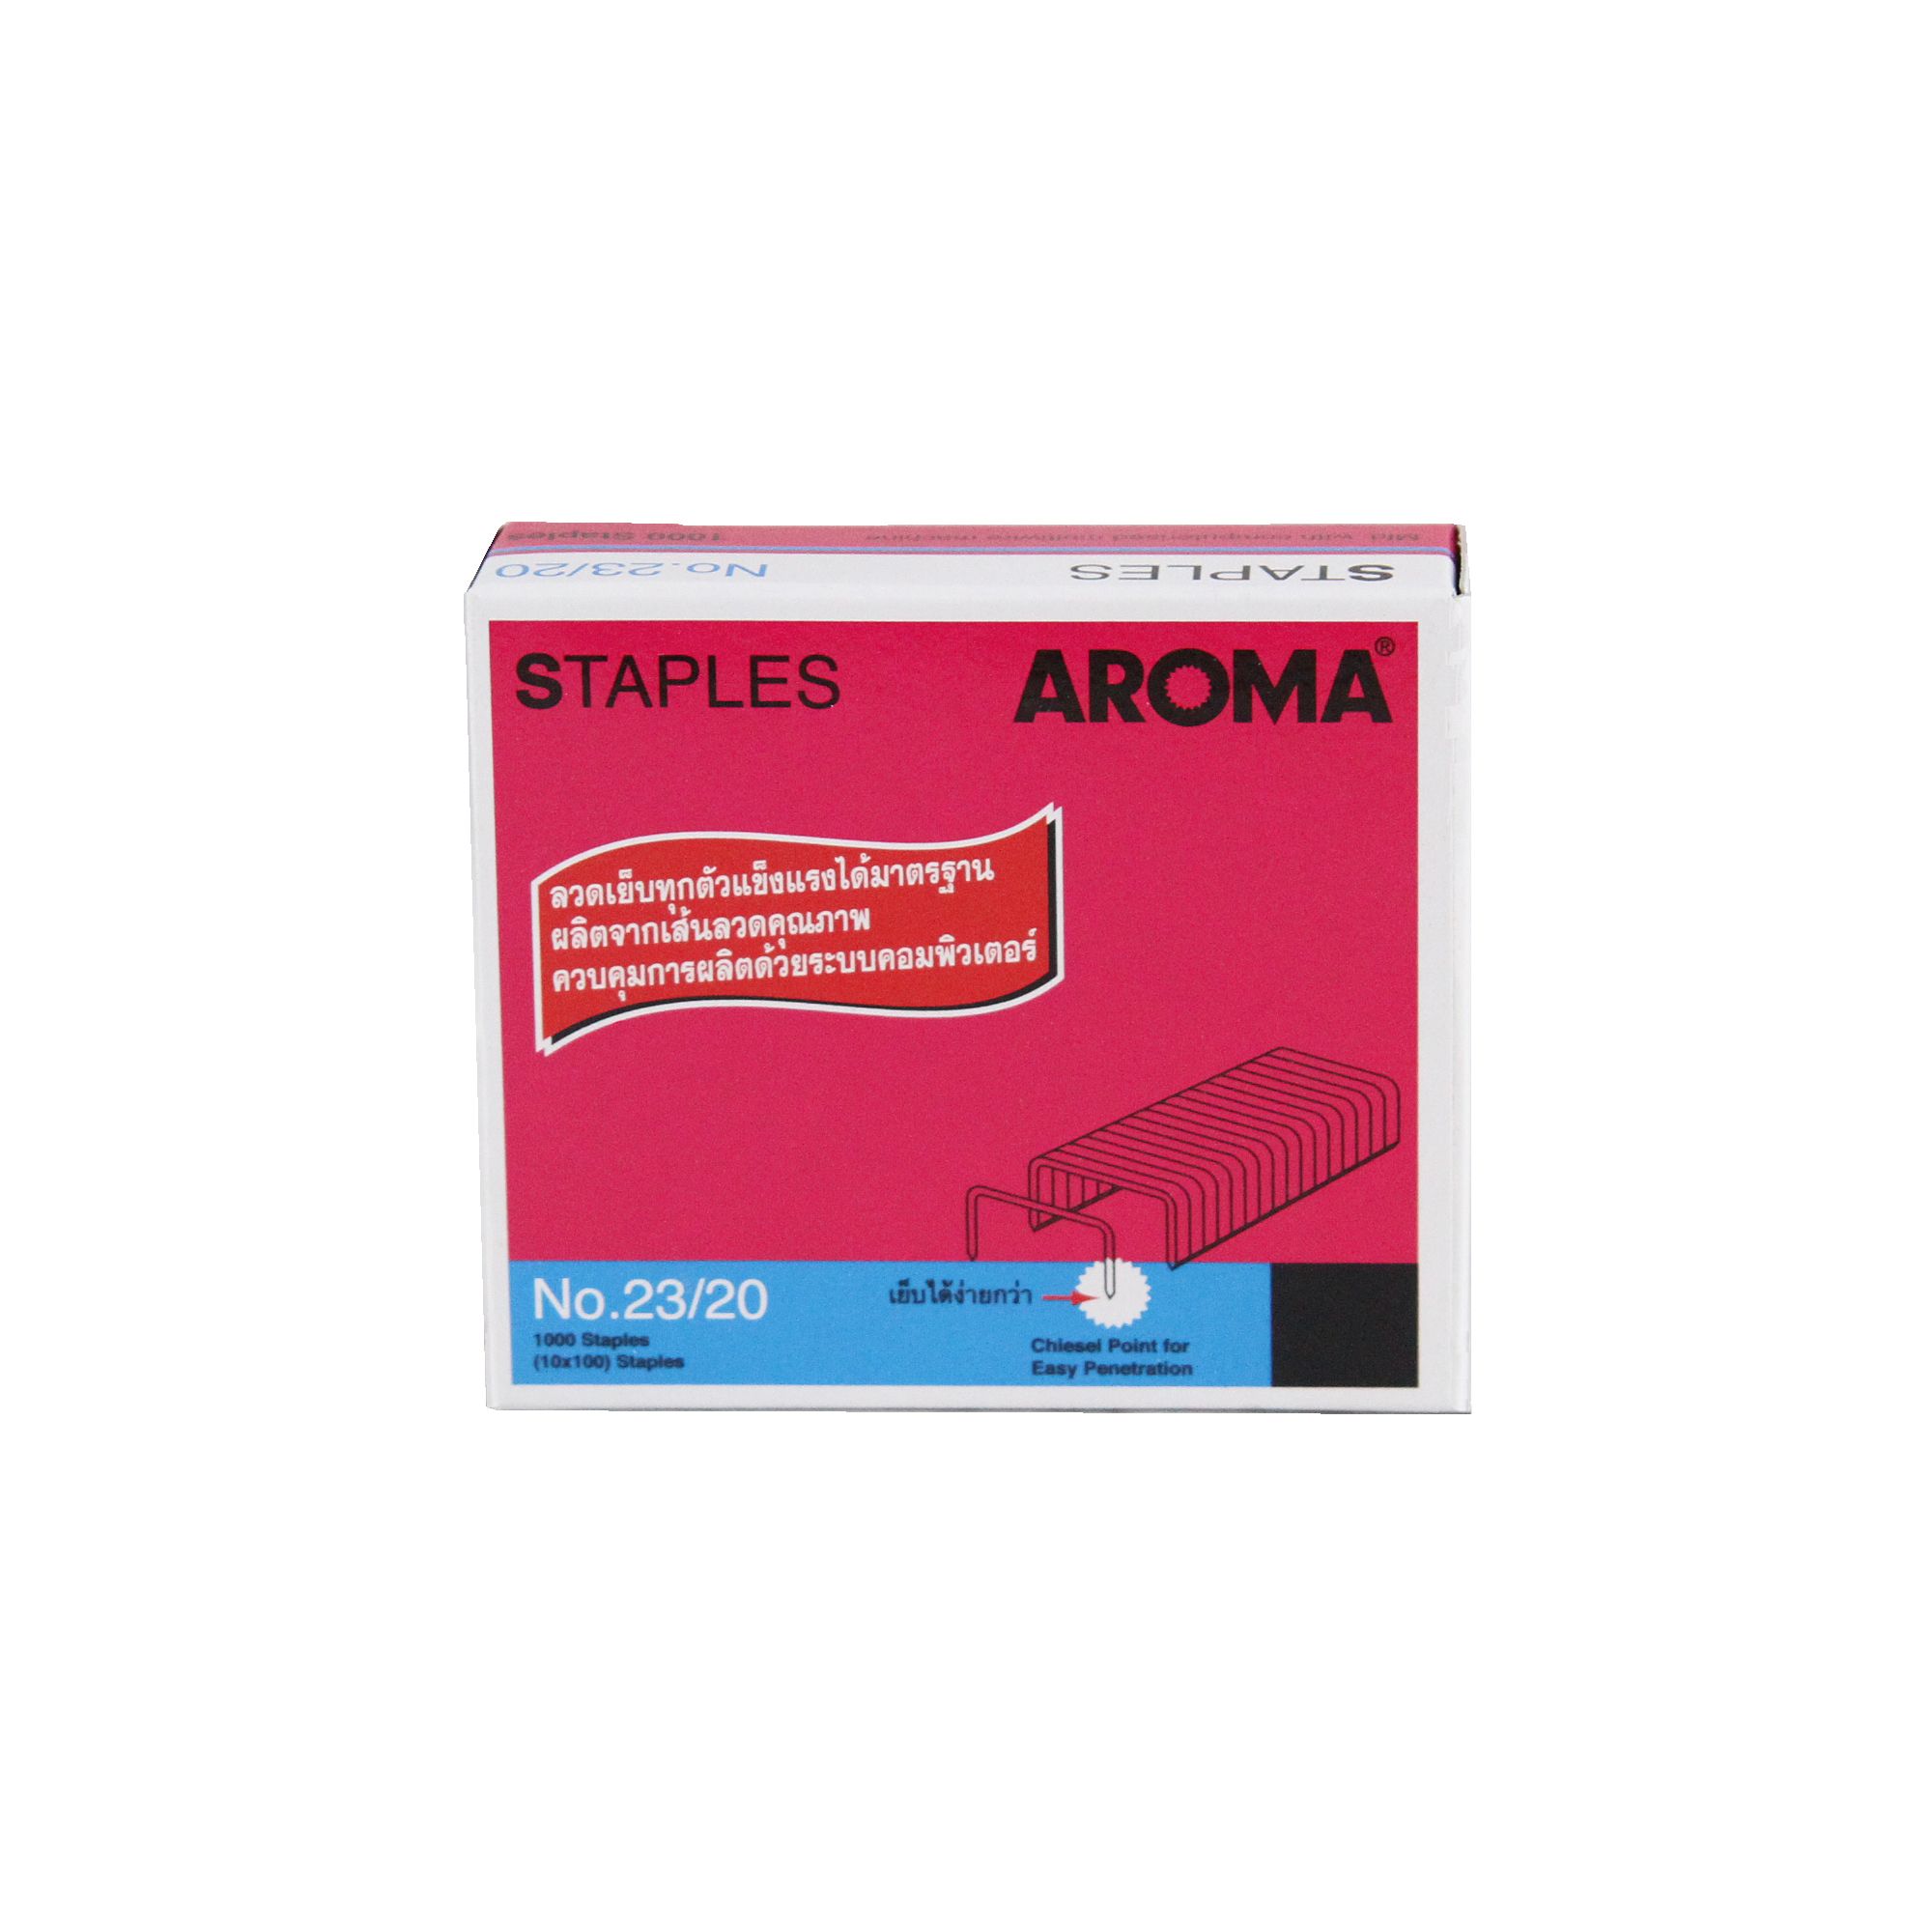 1000 Staples Mfd. with computerised multiwire machine
No.23/20 STAPLES
STAPLES AROMA®
ลวดเย็บทุกตัวแข็งแรงได้มาตรฐาน
ผลิตจากเส้นลวดคุณภาพ
ควบคุมการผลิตด้วยระบบคอมพิวเตอร์
No.23/20
1000 Staples
(10x100) Staples
เย็บได้ง่ายกว่า
Chiesel Point for
Easy Penetration